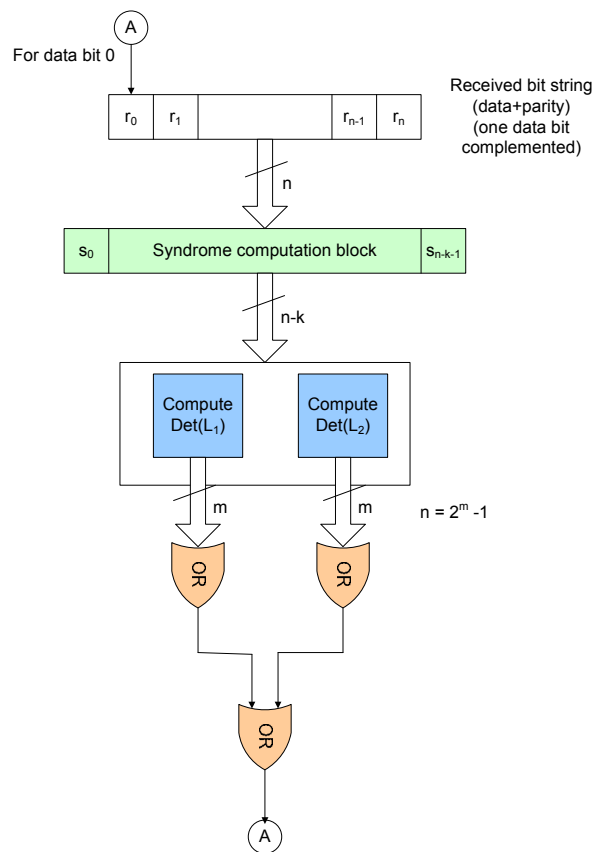 A
For data bit 0
Received bit string
(data+parity)
(one data bit
complemented)
r0 r1 rn-1 rn
n
s0 Syndrome computation block sn-k-1
n-k
Compute
Det(L1)
Compute
Det(L2)
m m
n = 2^m -1
OR OR
OR
A